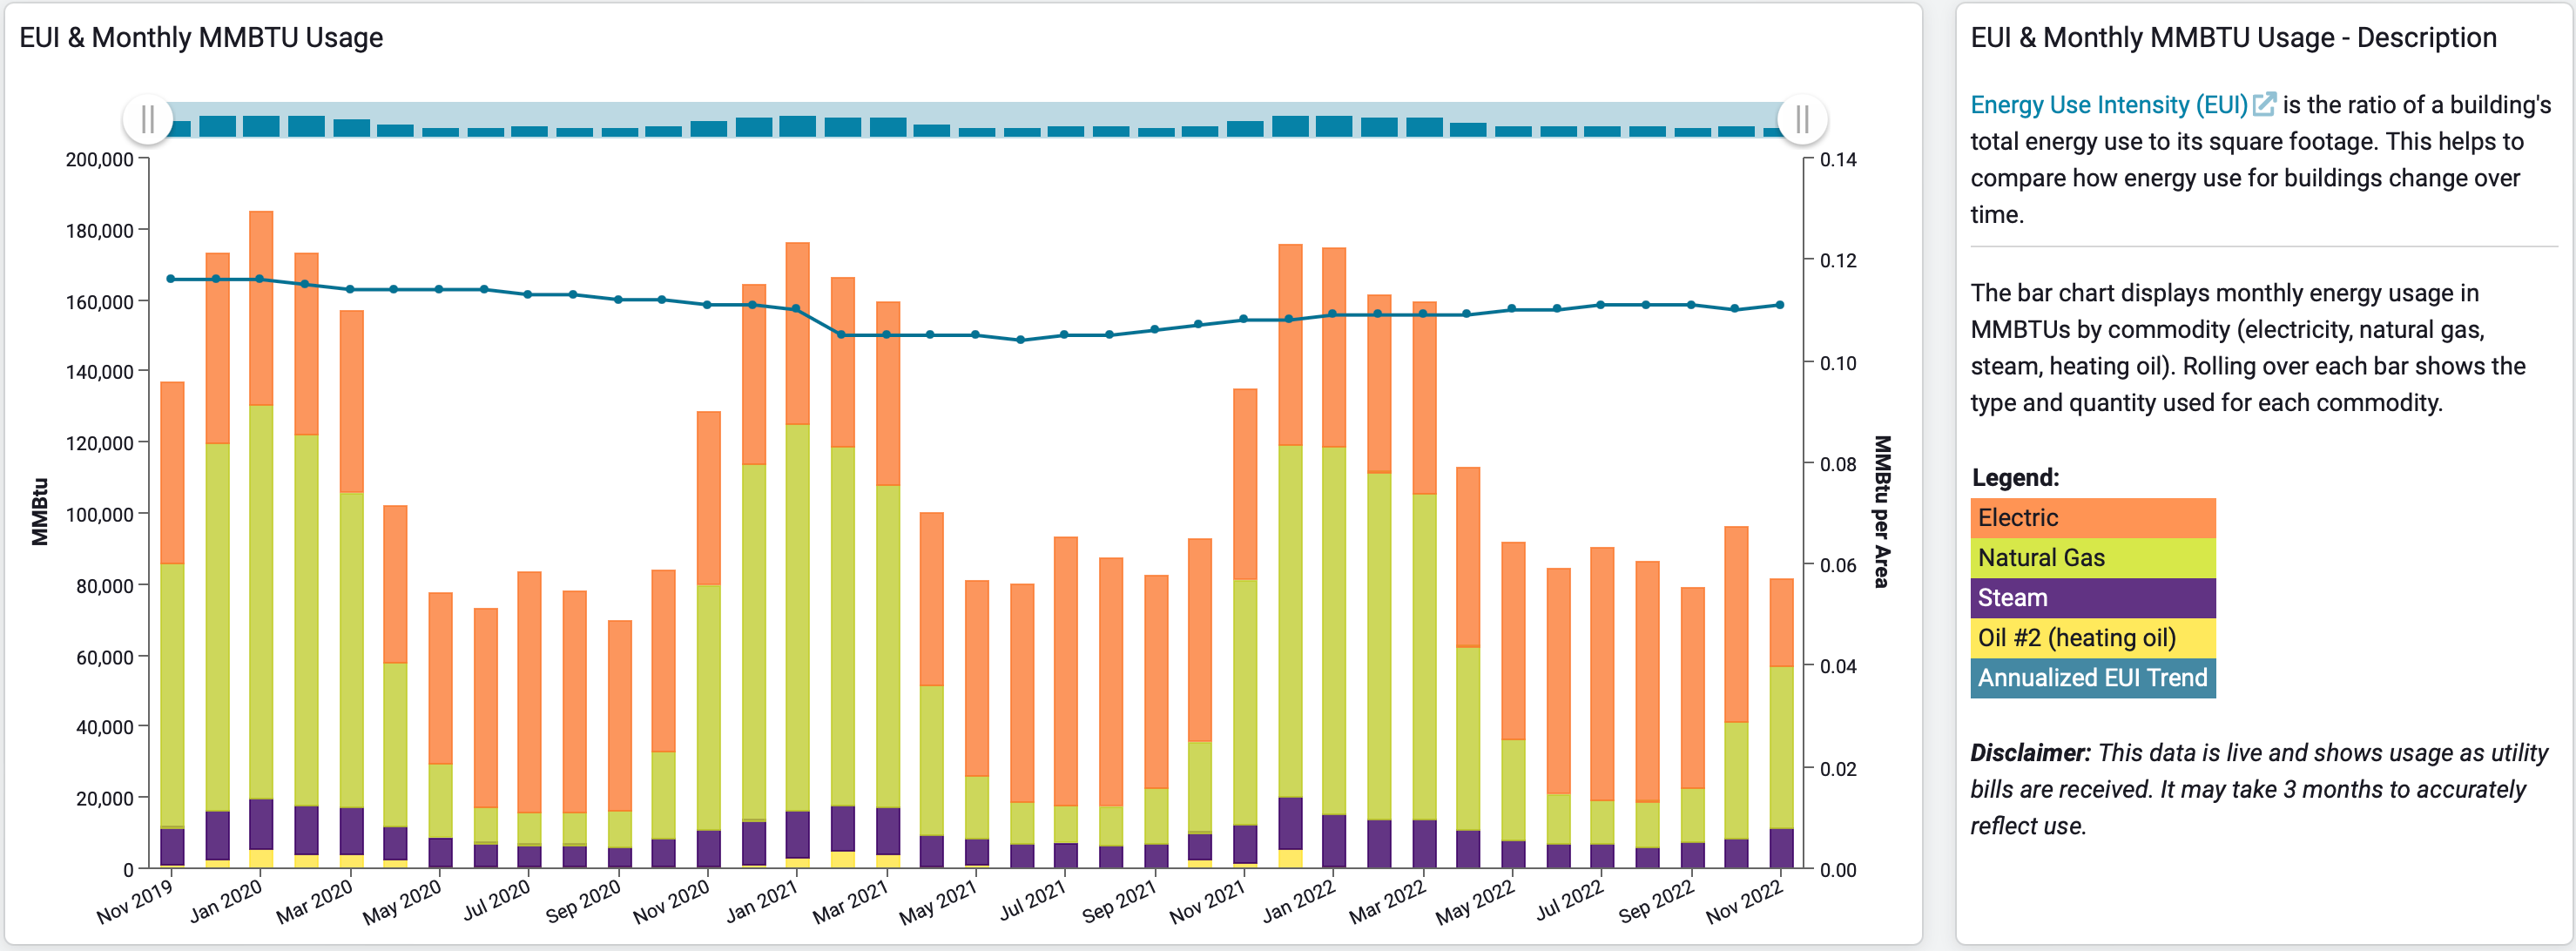 EUI & Monthly MMBTU Usage
200,000
180,000
160,000
140,000
120,000
100,000
80,000
60,000
40,000
20,000
0
MMBtu
0.14
0.12
0.10
0.08
0.06
0.04
0.02
0.00
MMBtu per Area
Nov 2019
Jan 2020
Mar 2020
May 2020
Jul 2020
Sep 2020
Nov 2020
Jan 2021
Mar 2021
May 2021
Jul 2021
Sep 2021
Nov 2021
Jan 2022
Mar 2022
May 2022
Jul 2022
Sep 2022
Nov 2022
EUI & Monthly MMBTU Usage - Description
Energy Use Intensity (EUI) is the ratio of a building's
total energy use to its square footage. This helps to
compare how energy use for buildings change over
time.
The bar chart displays monthly energy usage in
MMBTUs by commodity (electricity, natural gas,
steam, heating oil). Rolling over each bar shows the
type and quantity used for each commodity.
Legend:
Electric
Natural Gas
Steam
Oil #2 (heating oil)
Annualized EUI Trend
Disclaimer: This data is live and shows usage as utility
bills are received. It may take 3 months to accurately
reflect use.